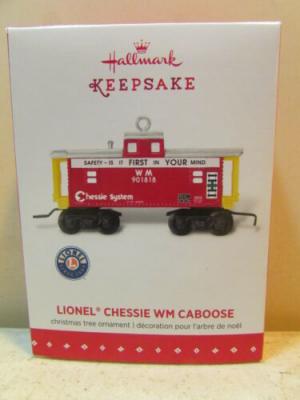 Hallmark
KEEPSAKE
SAFETY - IS IT FIRST IN YOUR MIND
WM
901818
Chessie System
LIONEL® CHESSIE WM CABOOSE
christmas tree ornament | décoration pour l'arbre de noël